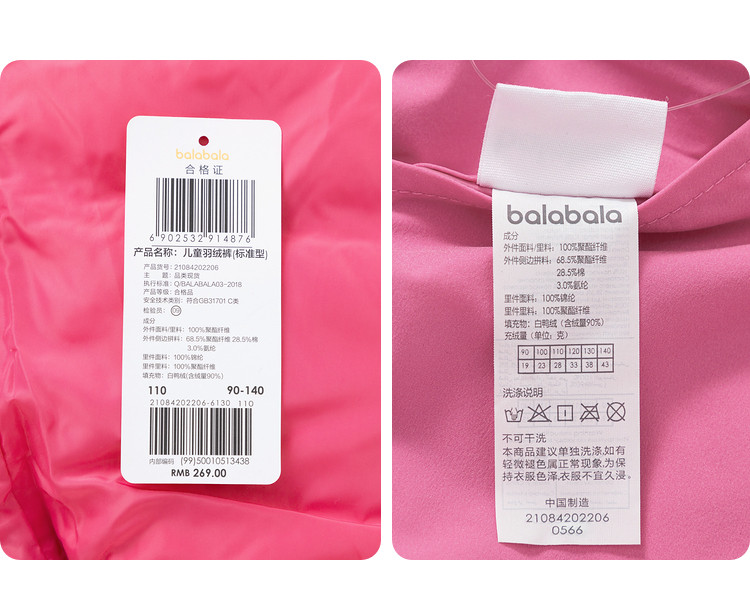 balabala
合格证
6 902532 914876
产品名称：儿童羽绒裤(标准型)
产品货号：21084202206
主　　题：品类现货
执行标准：Q/BALABALA03-2018
产品等级：合格品
安全技术类别：符合GB31701 C类
检验员：09
成分
外件面料/里料：100%聚酯纤维
外件侧边拼料：68.5%聚酯纤维 28.5%棉
3.0%氨纶
里件面料：100%锦纶
里件里料：100%聚酯纤维
填充物：白鸭绒(含绒量90%)
110 90-140
21084202206-6130 110
内部编码 (99)50010513438
RMB 269.00
balabala
成分
外件面料/里料：100%聚酯纤维
外件侧边拼料：68.5%聚酯纤维
28.5%棉
3.0%氨纶
里件面料：100%锦纶
里件里料：100%聚酯纤维
填充物：白鸭绒（含绒量90%）
充绒量（单位：克）
90 100 110 120 130 140
19 23 28 33 38 43
洗涤说明
不可干洗
本商品建议单独洗涤,如有
轻微褪色属正常现象,为保
持衣服色泽,衣服不宜久浸。
中国制造
21084202206
0566